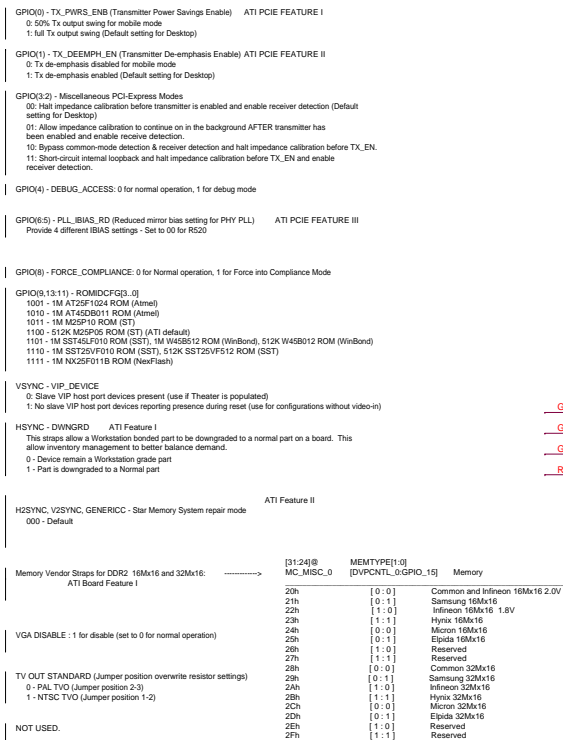 GPIO(0) - TX_PWRS_ENB (Transmitter Power Savings Enable) ATI PCIE FEATURE I
0: 50% Tx output swing for mobile mode
1: full Tx output swing (Default setting for Desktop)
GPIO(1) - TX_DEEMPH_EN (Transmitter De-emphasis Enable) ATI PCIE FEATURE II
0: Tx de-emphasis disabled for mobile mode
1: Tx de-emphasis enabled (Default setting for Desktop)
GPIO(3:2) - Miscellaneous PCI-Express Modes
00: Halt impedance calibration before transmitter is enabled and enable receiver detection (Default
setting for Desktop)
01: Allow impedance calibration to continue on in the background AFTER transmitter has
been enabled and enable receive detection.
10: Bypass common-mode detection & receiver detection and halt impedance calibration before TX_EN.
11: Short-circuit internal loopback and halt impedance calibration before TX_EN and enable
receiver detection.
GPIO(4) - DEBUG_ACCESS: 0 for normal operation, 1 for debug mode
GPIO(6:5) - PLL_IBIAS_RD (Reduced mirror bias setting for PHY PLL) ATI PCIE FEATURE III
Provide 4 different IBIAS settings - Set to 00 for R520
GPIO(8) - FORCE_COMPLIANCE: 0 for Normal operation, 1 for Force into Compliance Mode
GPIO(9,13:11) - ROMIDCFG[3..0]
1001 - 1M AT25F1024 ROM (Atmel)
1010 - 1M AT45DB011 ROM (Atmel)
1011 - 1M M25P10 ROM (ST)
1100 - 512K M25P05 ROM (ST) (ATI default)
1101 - 1M SST45LF010 ROM (SST), 1M W45B512 ROM (WinBond), 512K W45B012 ROM (WinBond)
1110 - 1M SST25VF010 ROM (SST), 512K SST25VF512 ROM (SST)
1111 - 1M NX25F011B ROM (NexFlash)
VSYNC - VIP_DEVICE
0: Slave VIP host port devices present (use if Theater is populated)
1: No slave VIP host port devices reporting presence during reset (use for configurations without video-in)
G
HSYNC - DWNGRD ATI Feature I
G
This straps allow a Workstation bonded part to be downgraded to a normal part on a board. This
allow inventory management to better balance demand.
G
0 - Device remain a Workstation grade part
1 - Part is downgraded to a Normal part
R
ATI Feature II
H2SYNC, V2SYNC, GENERICC - Star Memory System repair mode
000 - Default
[31:24]@ MEMTYPE[1:0]
Memory Vendor Straps for DDR2 16Mx16 and 32Mx16: -------------> MC_MISC_0 [DVPCNTL_0:GPIO_15] Memory
ATI Board Feature I
20h [ 0 : 0 ] Common and Infineon 16Mx16 2.0V
21h [ 0 : 1 ] Samsung 16Mx16
22h [ 1 : 0 ] Infineon 16Mx16 1.8V
23h [ 1 : 1 ] Hynix 16Mx16
VGA DISABLE : 1 for disable (set to 0 for normal operation)
24h [ 0 : 0 ] Micron 16Mx16
25h [ 0 : 1 ] Elpida 16Mx16
26h [ 1 : 0 ] Reserved
27h [ 1 : 1 ] Reserved
28h [ 0 : 0 ] Common 32Mx16
TV OUT STANDARD (Jumper position overwrite resistor settings)
29h [ 0 : 1 ] Samsung 32Mx16
0 - PAL TVO (Jumper position 2-3)
2Ah [ 1 : 0 ] Infineon 32Mx16
1 - NTSC TVO (Jumper position 1-2)
2Bh [ 1 : 1 ] Hynix 32Mx16
2Ch [ 0 : 0 ] Micron 32Mx16
2Dh [ 0 : 1 ] Elpida 32Mx16
NOT USED.
2Eh [ 1 : 0 ] Reserved
2Fh [ 1 : 1 ] Reserved